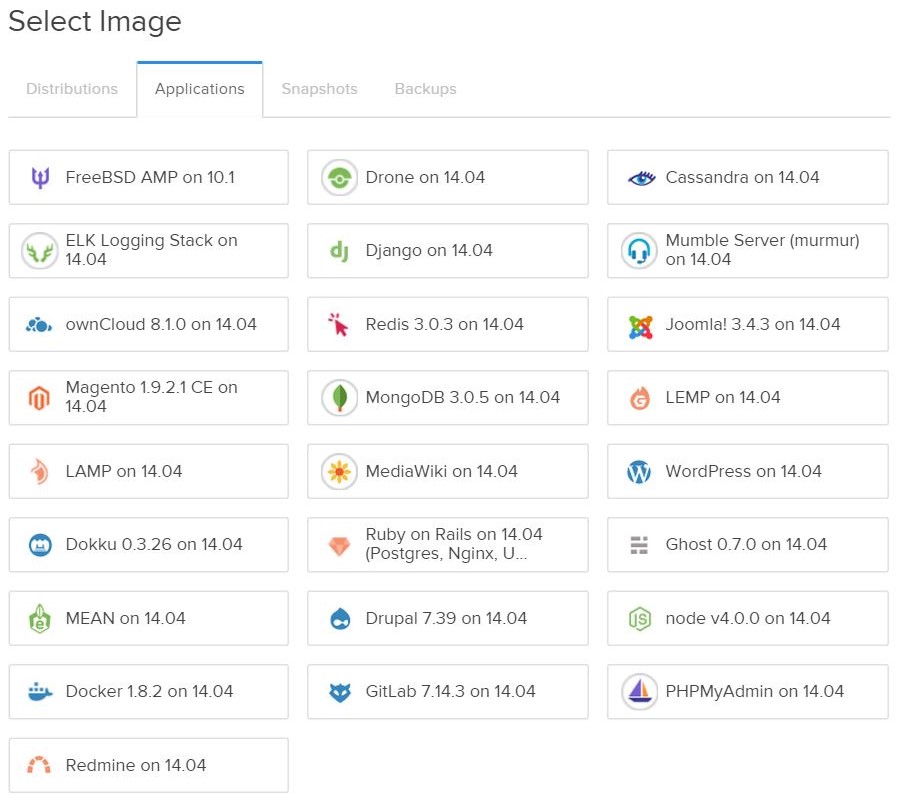 Select Image
Distributions
Applications
Snapshots
Backups
FreeBSD AMP on 10.1
Drone on 14.04
Cassandra on 14.04
ELK Logging Stack on
14.04
Django on 14.04
Mumble Server (murmur)
on 14.04
ownCloud 8.1.0 on 14.04
Redis 3.0.3 on 14.04
Joomla! 3.4.3 on 14.04
Magento 1.9.2.1 CE on
14.04
MongoDB 3.0.5 on 14.04
LEMP on 14.04
LAMP on 14.04
MediaWiki on 14.04
WordPress on 14.04
Dokku 0.3.26 on 14.04
Ruby on Rails on 14.04
(Postgres, Nginx, U...
Ghost 0.7.0 on 14.04
MEAN on 14.04
Drupal 7.39 on 14.04
node v4.0.0 on 14.04
Docker 1.8.2 on 14.04
GitLab 7.14.3 on 14.04
PHPMyAdmin on 14.04
Redmine on 14.04